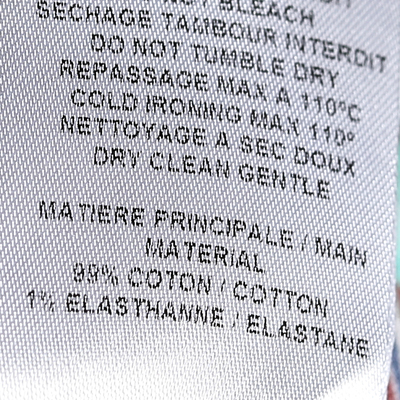 BLEACH
SECHAGE TAMBOUR INTERDIT
DO NOT TUMBLE DRY
REPASSAGE MAX A 110°C
COLD IRONING MAX 110°
NETTOYAGE A SEC DOUX
DRY CLEAN GENTLE
MATIERE PRINCIPALE / MAIN
MATERIAL
99% COTON / COTTON
1% ELASTHANNE / ELASTANE